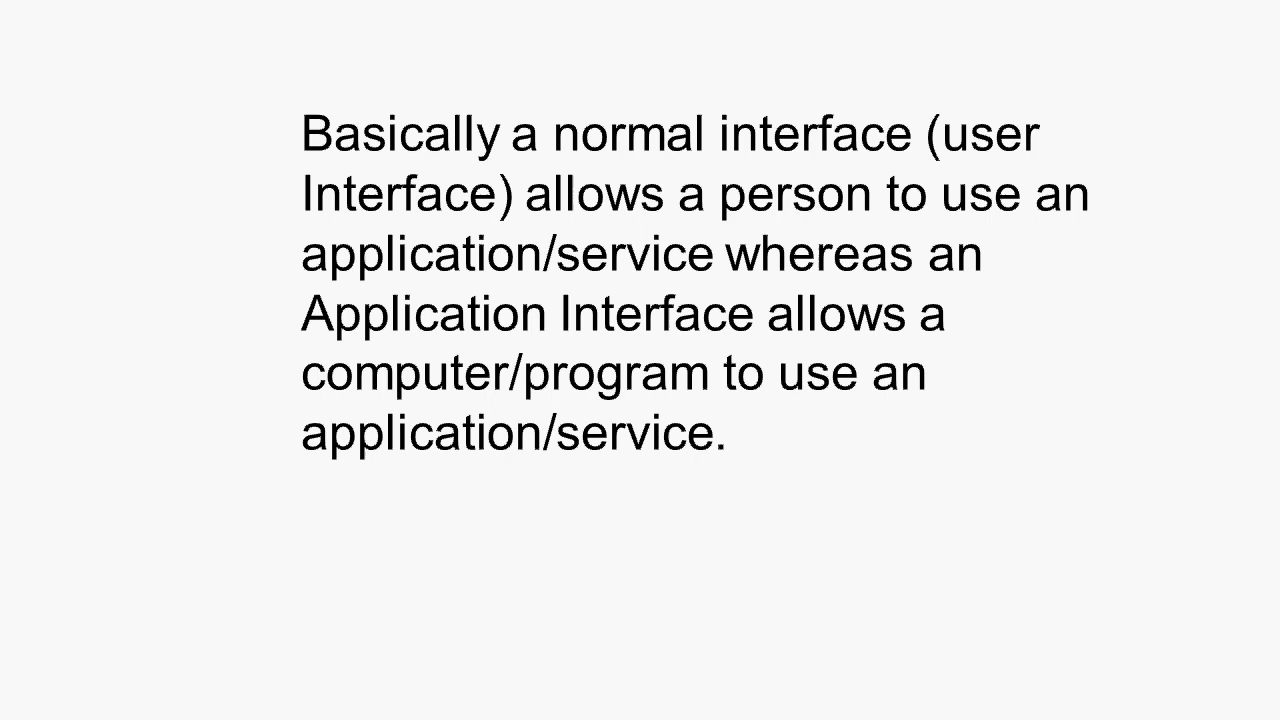 Basically a normal interface (user
Interface) allows a person to use an
application/service whereas an
Application Interface allows a
computer/program to use an
application/service.